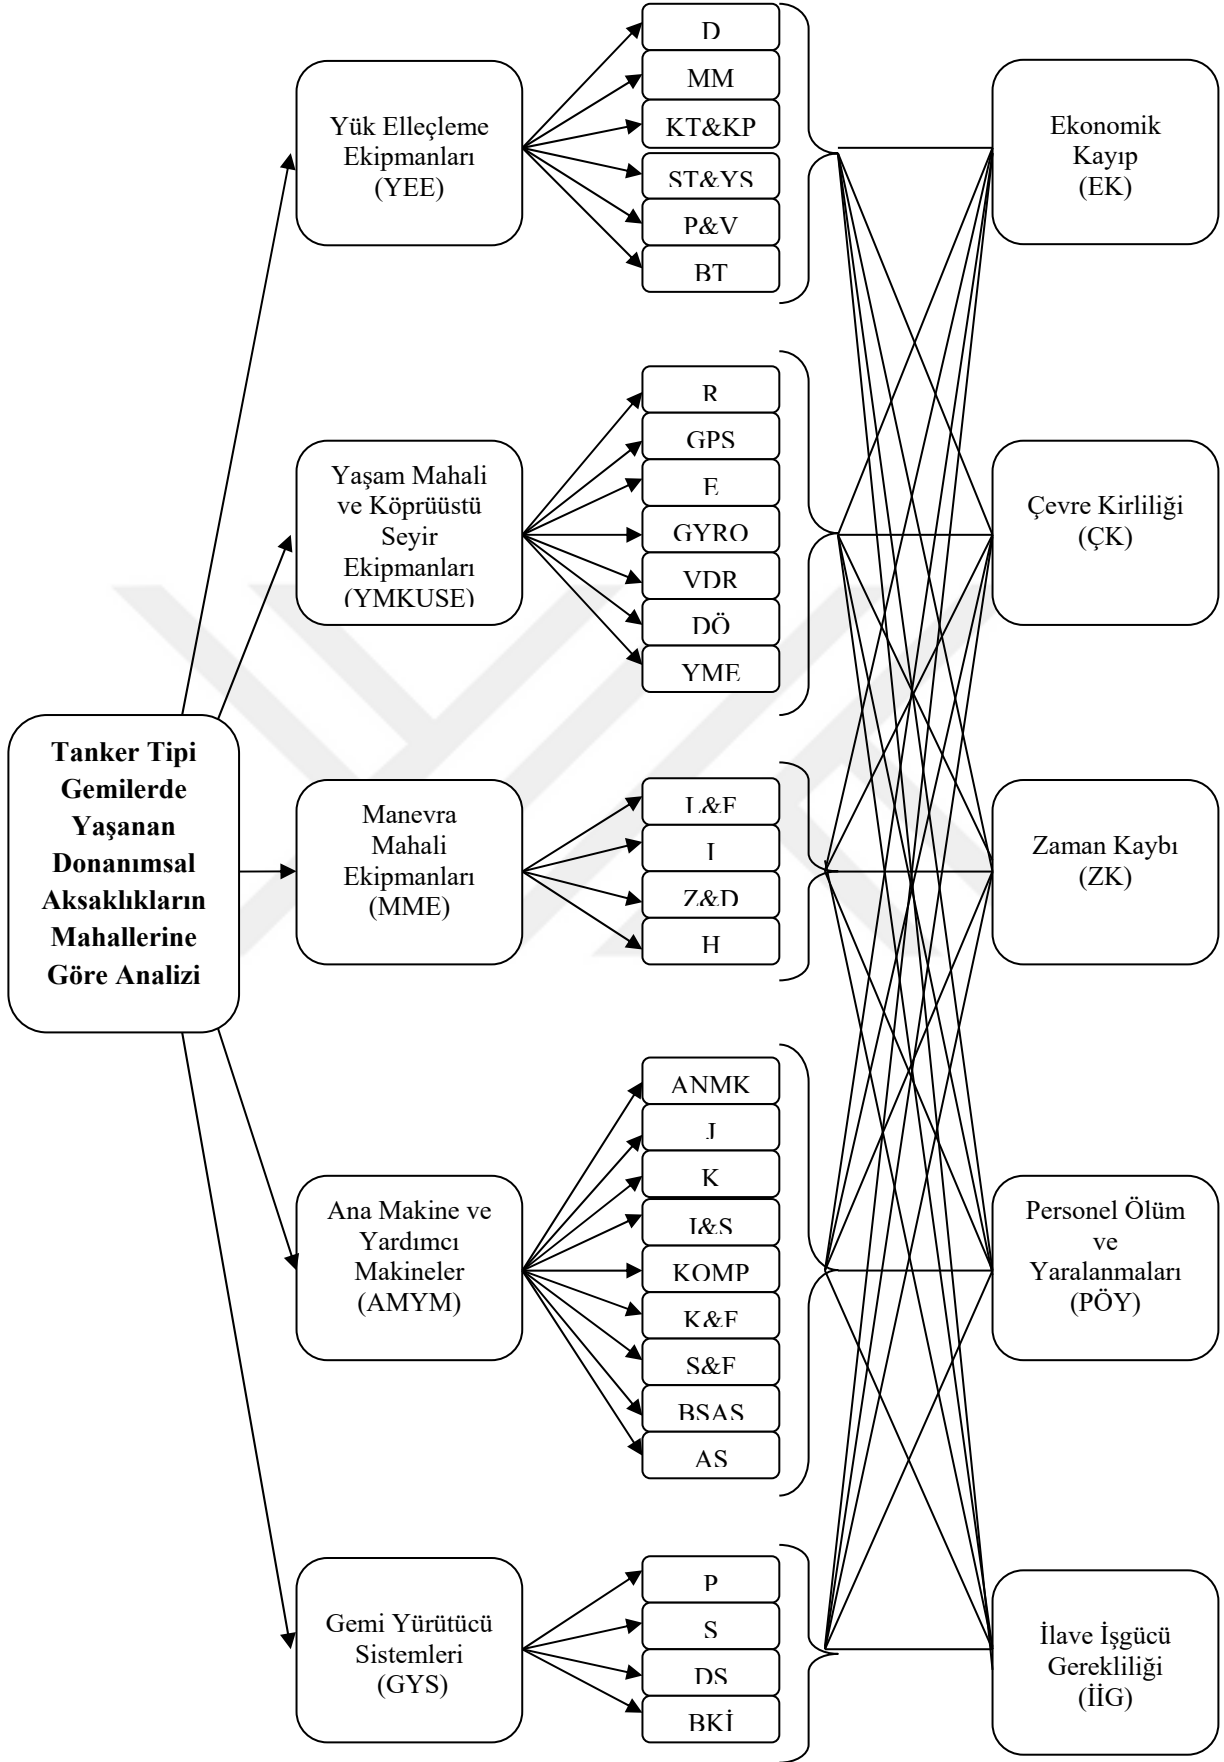 Yük Elleçleme
Ekipmanları
(YEE)
D
MM
KT&KP
ST&YS
P&V
BT
Ekonomik
Kayıp
(EK)
Yaşam Mahali
ve Köprüüstü
Seyir
Ekipmanları
(YMKUSE)
R
GPS
E
GYRO
VDR
DÖ
YME
Çevre Kirliliği
(ÇK)
Tanker Tipi
Gemilerde
Yaşanan
Donanımsal
Aksaklıkların
Mahallerine
Göre Analizi
Manevra
Mahali
Ekipmanları
(MME)
L&F
I
Z&D
H
Zaman Kaybı
(ZK)
Ana Makine ve
Yardımcı
Makineler
(AMYM)
ANMK
J
K
I&S
KOMP
K&F
S&F
BSAS
AS
Personel Ölüm
ve
Yaralanmaları
(PÖY)
Gemi Yürütücü
Sistemleri
(GYS)
P
S
DS
BKİ
İlave İşgücü
Gerekliliği
(İİG)